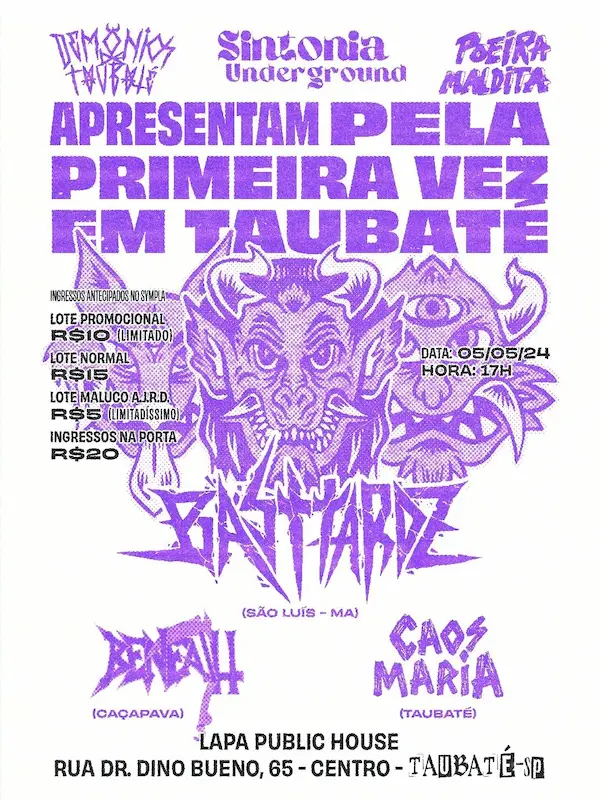 DEMÔNIOS TAUBATÉ
Sintonia
Underground
POEIRA
MALDITA
APRESENTAM PELA
PRIMEIRA VEZ
EM TAUBATÉ
INGRESSOS ANTECIPADOS NO SYMPLA
LOTE PROMOCIONAL
R$10 (LIMITADO)
LOTE NORMAL
R$15
LOTE MALUCO A.J.R.D.
R$5 (LIMITADÍSSIMO)
INGRESSOS NA PORTA
R$20
DATA: 05/05/24
HORA: 17H
BASTTARDZ
(SÃO LUÍS - MA)
BENEATH
(CAÇAPAVA)
CAOS
MARIA
(TAUBATÉ)
LAPA PUBLIC HOUSE
RUA DR. DINO BUENO, 65 - CENTRO - TAUBATÉ-SP